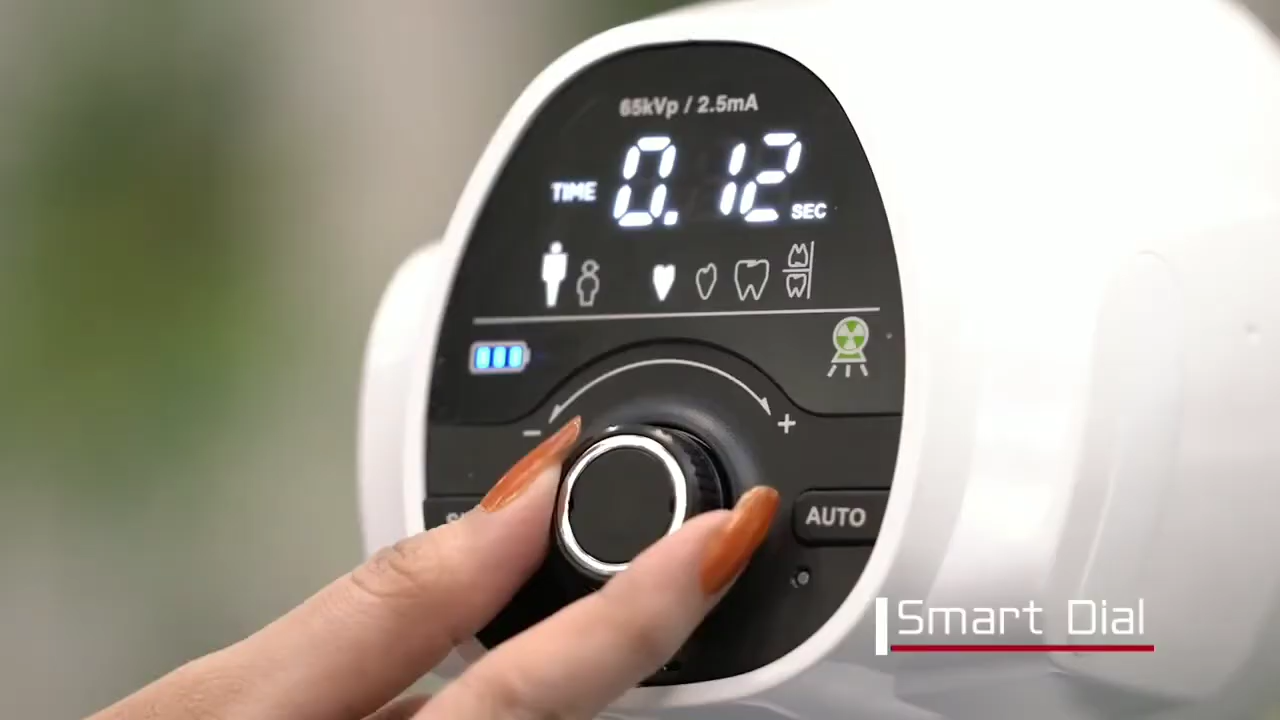 65kVp / 2.5mA
TIME 0.12 SEC
- +
AUTO
Smart Dial